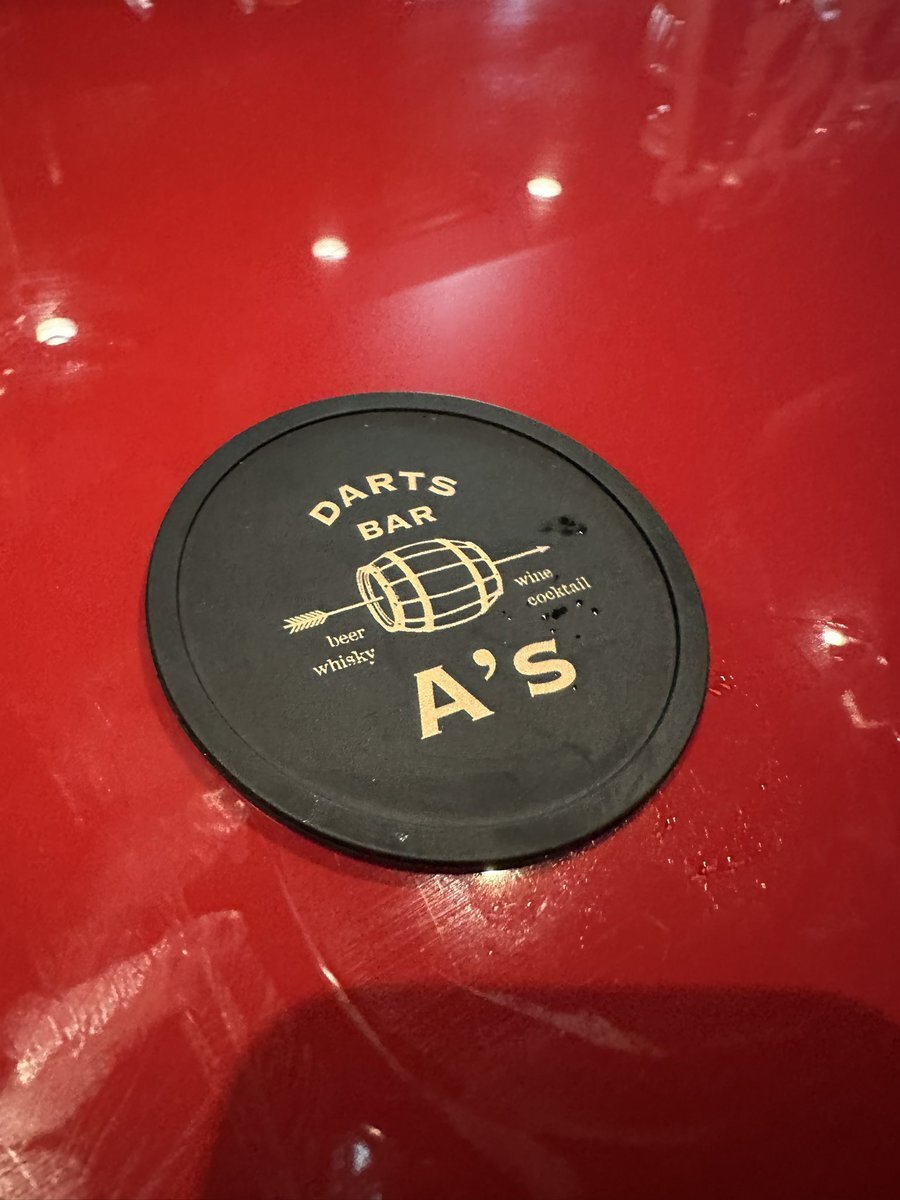 DARTS
BAR
beer
whisky
wine
cocktail
A's